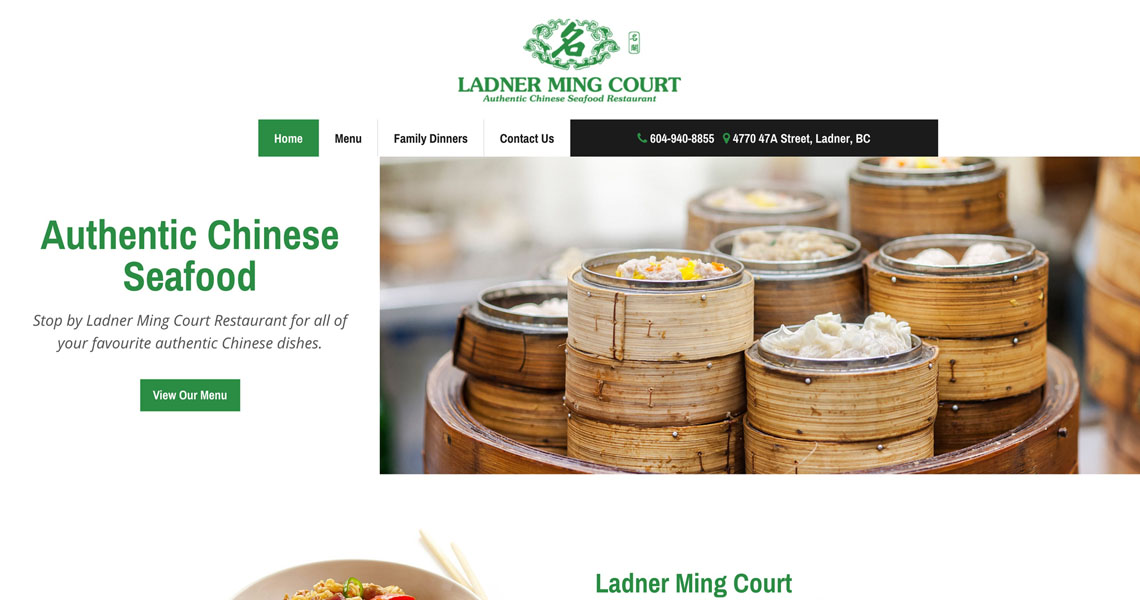 名
名
閣
LADNER MING COURT
Authentic Chinese Seafood Restaurant
Home Menu Family Dinners Contact Us 604-940-8855 4770 47A Street, Ladner, BC
Authentic Chinese
Seafood
Stop by Ladner Ming Court Restaurant for all of
your favourite authentic Chinese dishes.
View Our Menu
Ladner Ming Court